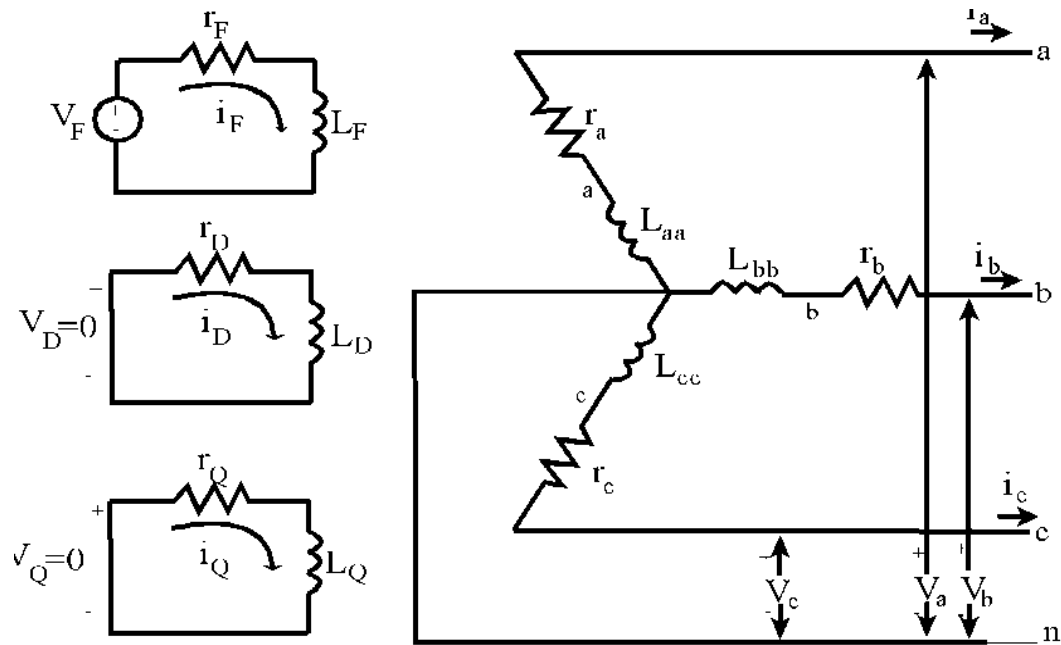 r_F
V_F + - i_F L_F
r_D
V_D=0 - - i_D L_D
r_Q
V_Q=0 + - i_Q L_Q
r_a a
r_a
a
L_aa
L_bb r_b i_b
b b
L_cc
c
r_c i_c
c
- + +
V_c V_a V_b
- - -
n